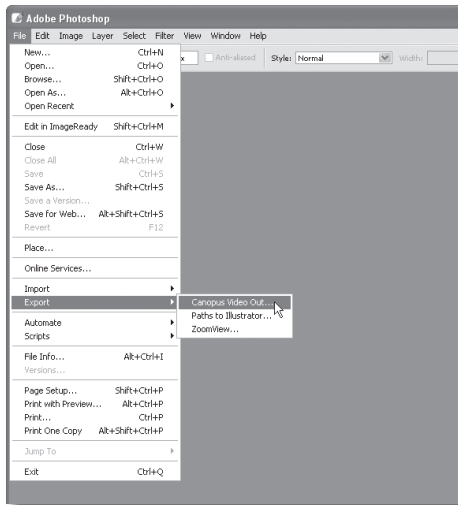 Adobe Photoshop
File Edit Image Layer Select Filter View Window Help
x Anti-aliased Style: Normal Width:
New... Ctrl+N
Open... Ctrl+O
Browse... Shift+Ctrl+O
Open As... Alt+Ctrl+O
Open Recent
Edit in ImageReady Shift+Ctrl+M
Close Ctrl+W
Close All Alt+Ctrl+W
Save Ctrl+S
Save As... Shift+Ctrl+S
Save a Version...
Save for Web... Alt+Shift+Ctrl+S
Revert F12
Place...
Online Services...
Import
Export
Canopus Video Out...
Paths to Illustrator...
ZoomView...
Automate
Scripts
File Info... Alt+Ctrl+I
Versions...
Page Setup... Shift+Ctrl+P
Print with Preview... Alt+Ctrl+P
Print... Ctrl+P
Print One Copy Alt+Shift+Ctrl+P
Jump To
Exit Ctrl+Q